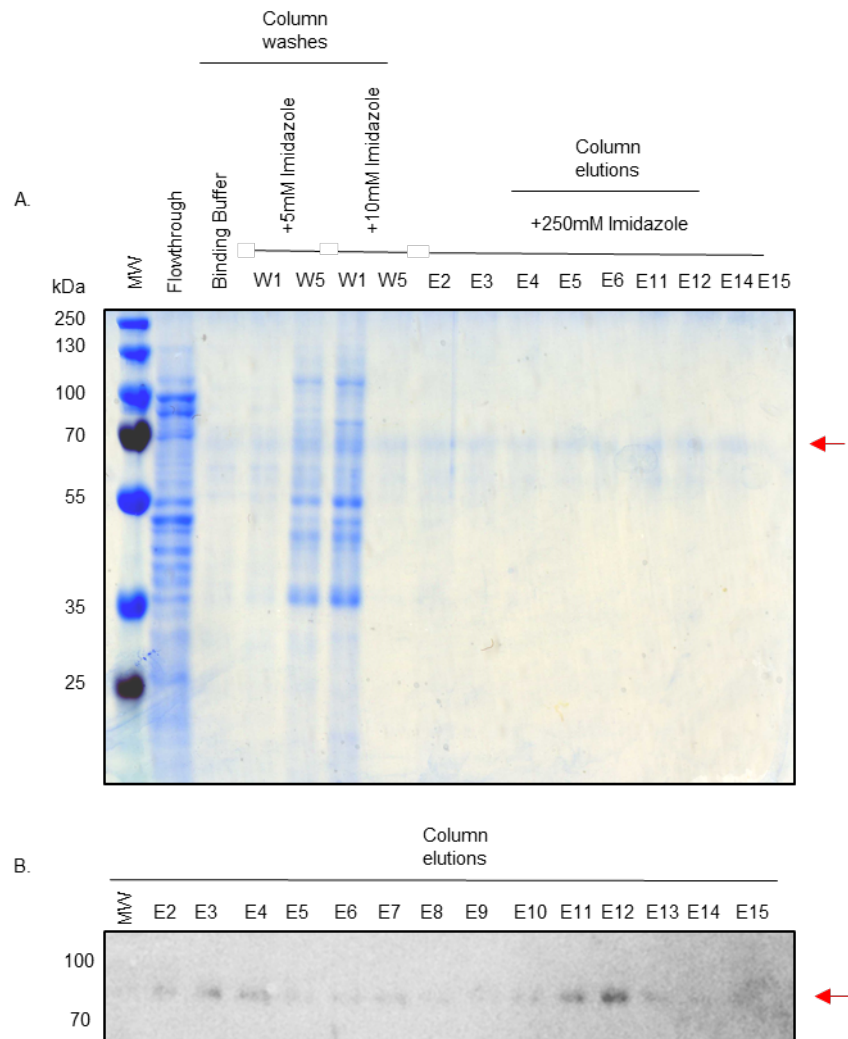 Column
washes
A.
+5mM Imidazole
+10mM Imidazole
Column
elutions
+250mM Imidazole
kDa
MW
Flowthrough
Binding Buffer
W1 W5 W1 W5 E2 E3 E4 E5 E6 E11 E12 E14 E15
250
130
100
70
55
35
25
B.
Column
elutions
MW E2 E3 E4 E5 E6 E7 E8 E9 E10 E11 E12 E13 E14 E15
100
70